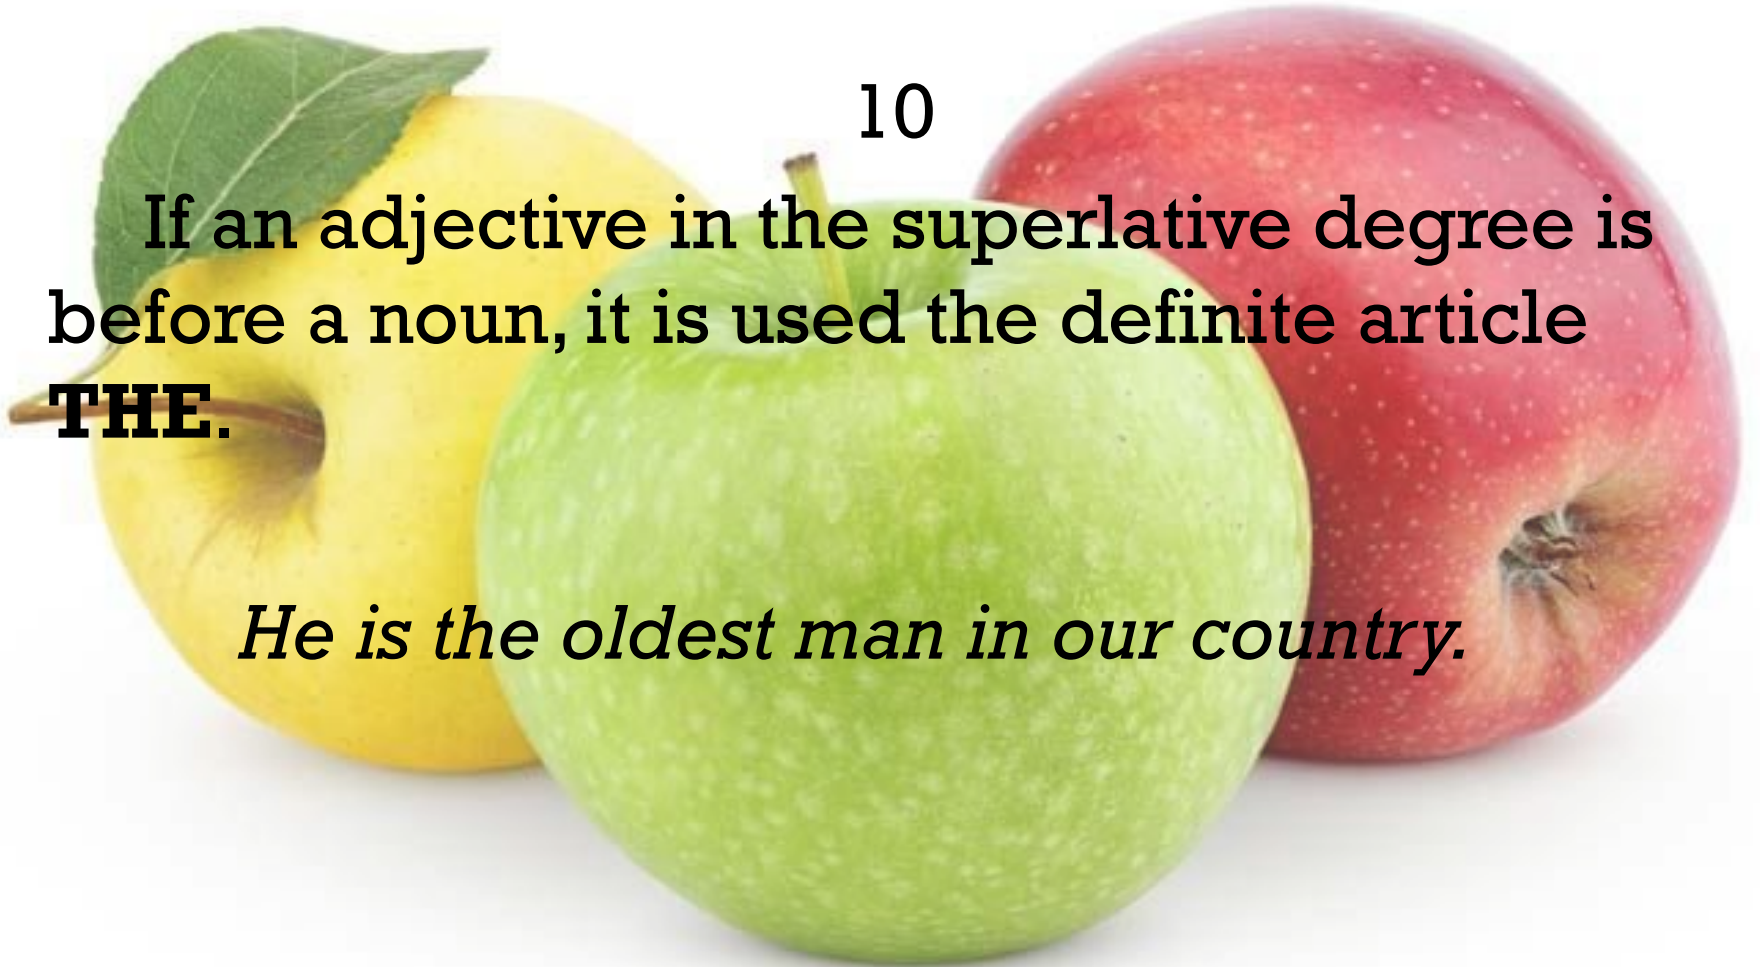 10
If an adjective in the superlative degree is
before a noun, it is used the definite article
THE.
He is the oldest man in our country.